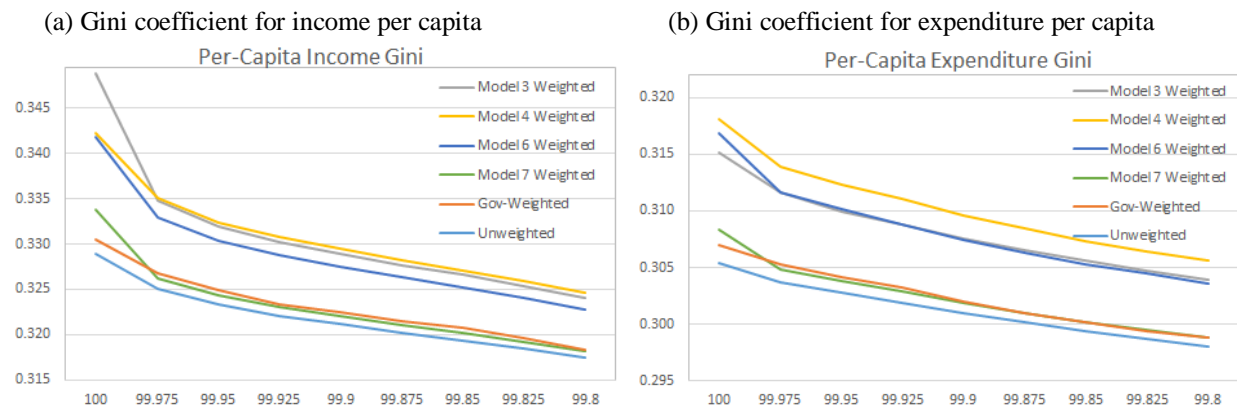 (a) Gini coefficient for income per capita
Per-Capita Income Gini
0.345
0.340
0.335
0.330
0.325
0.320
0.315
100 99.975 99.95 99.925 99.9 99.875 99.85 99.825 99.8
Model 3 Weighted
Model 4 Weighted
Model 6 Weighted
Model 7 Weighted
Gov-Weighted
Unweighted
(b) Gini coefficient for expenditure per capita
Per-Capita Expenditure Gini
0.320
0.315
0.310
0.305
0.300
0.295
100 99.975 99.95 99.925 99.9 99.875 99.85 99.825 99.8
Model 3 Weighted
Model 4 Weighted
Model 6 Weighted
Model 7 Weighted
Gov-Weighted
Unweighted